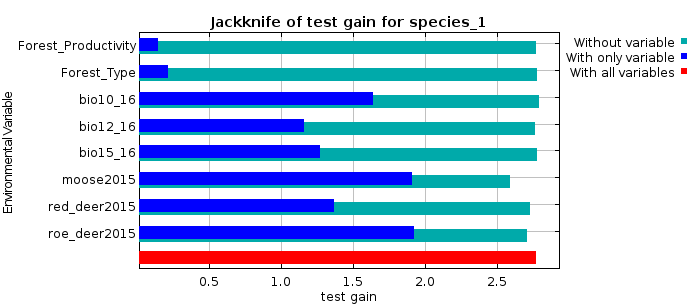 Jackknife of test gain for species_1
Environmental Variable
Forest_Productivity
Forest_Type
bio10_16
bio12_16
bio15_16
moose2015
red_deer2015
roe_deer2015
0.5 1.0 1.5 2.0 2.5
test gain
Without variable
With only variable
With all variables